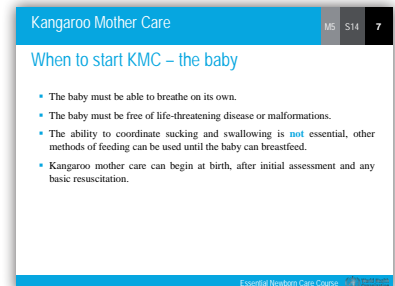 Kangaroo Mother Care
M5 S14 7
When to start KMC – the baby
▪ The baby must be able to breathe on its own.
▪ The baby must be free of life-threatening disease or malformations.
▪ The ability to coordinate sucking and swallowing is not essential, other
methods of feeding can be used until the baby can breastfeed.
▪ Kangaroo mother care can begin at birth, after initial assessment and any
basic resuscitation.
Essential Newborn Care Course